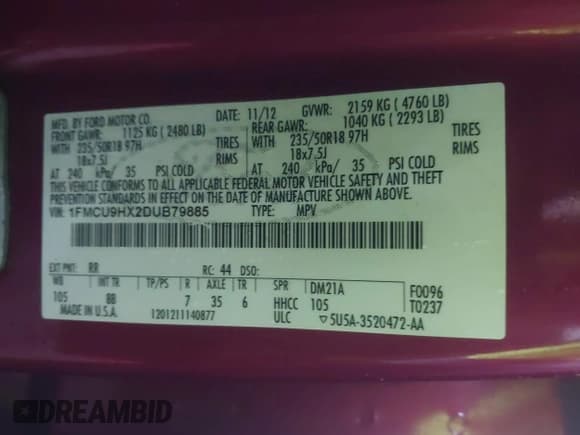 MFD. BY FORD MOTOR CO. DATE: 11/12 GVWR: 2159 KG ( 4760 LB)
FRONT GAWR: 1125 KG ( 2480 LB) REAR GAWR: 1040 KG ( 2293 LB)
WITH 235/50R18 97H TIRES WITH 235/50R18 97H TIRES
18x7.5J RIMS 18x7.5J RIMS
AT 240 kPa/ 35 PSI COLD AT 240 kPa/ 35 PSI COLD
THIS VEHICLE CONFORMS TO ALL APPLICABLE FEDERAL MOTOR VEHICLE SAFETY AND THEFT
PREVENTION STANDARDS IN EFFECT ON THE DATE OF MANUFACTURE SHOWN ABOVE.
VIN: 1FMCU9HX2DUB79885 TYPE: MPV
EXT PNT: RR RC: 44 DSO:
WB INT TR TP/PS R AXLE TR SPR DM21A F0096
105 BB 7 35 6 HHCC 105 T0237
MADE IN U.S.A. 1201211140877 ULC ▽5U5A-3520472-AA
DREAMBID